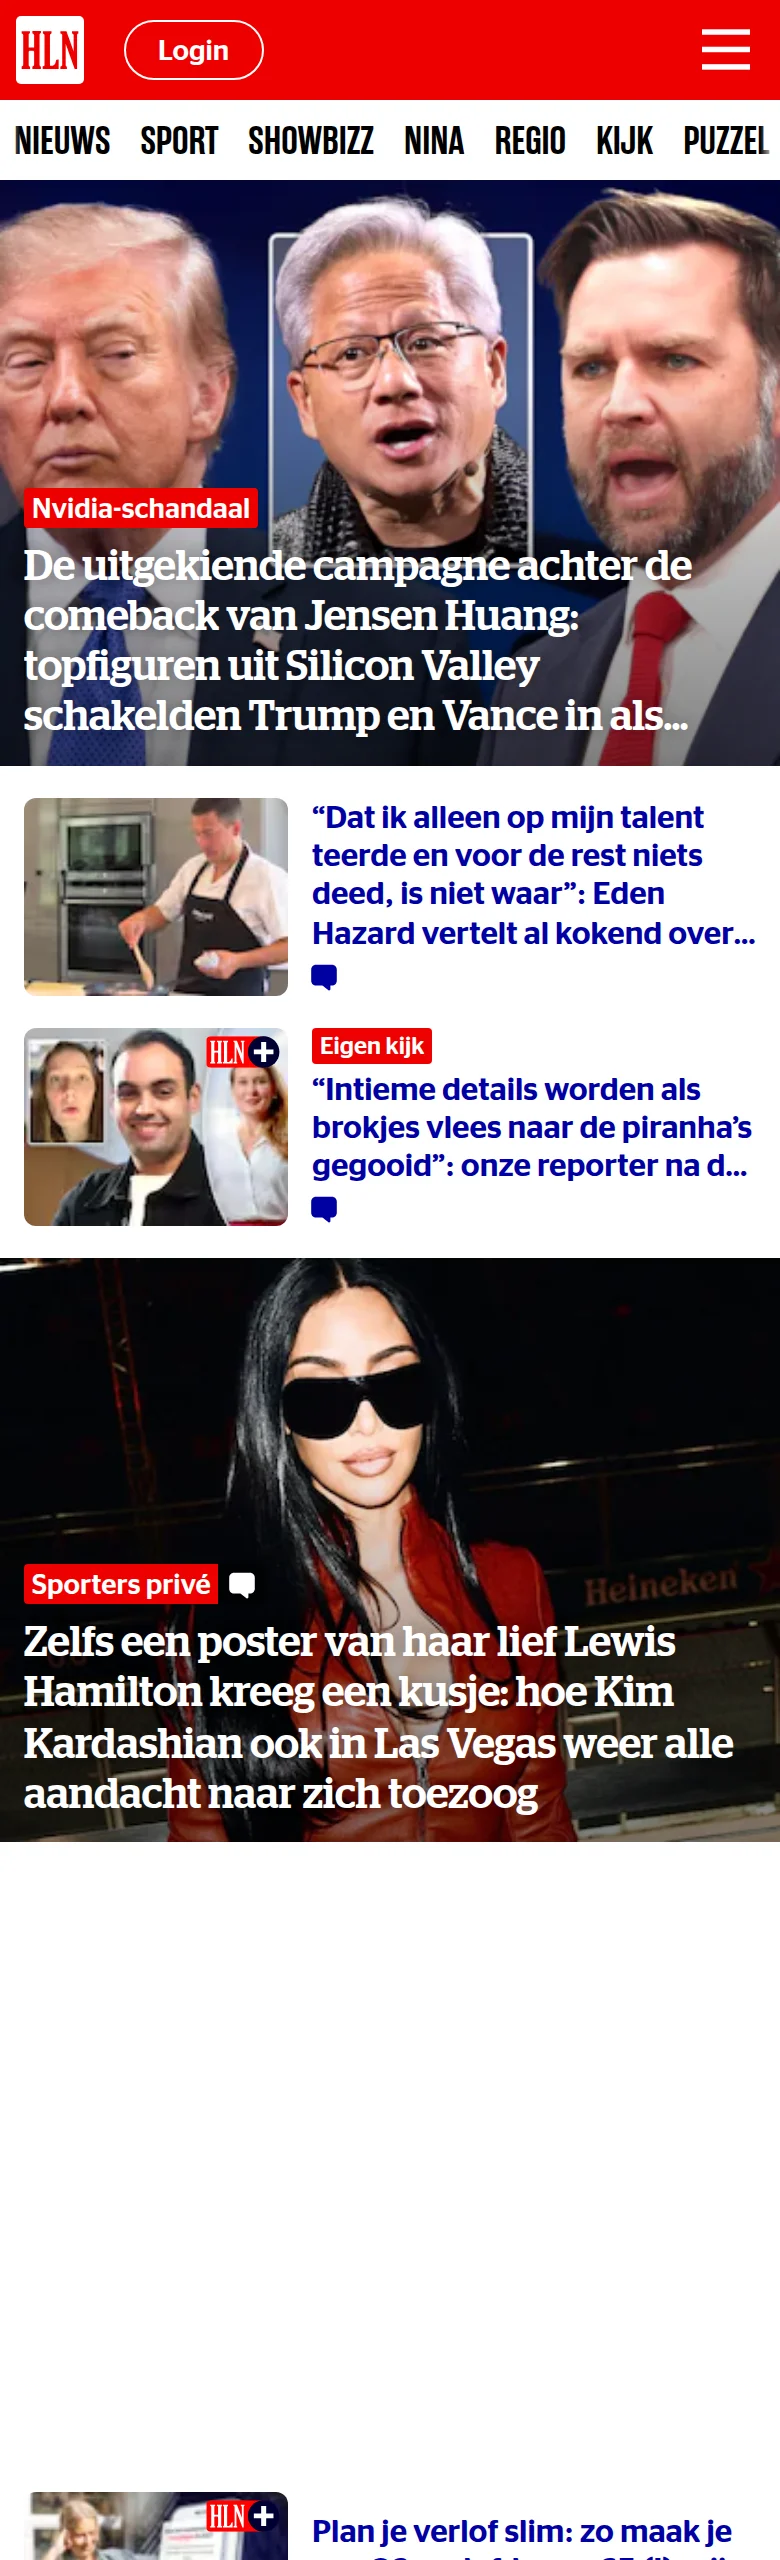 HLN
Login
NIEUWS SPORT SHOWBIZZ NINA REGIO KIJK PUZZEL
Nvidia-schandaal
De uitgekiende campagne achter de
comeback van Jensen Huang:
topfiguren uit Silicon Valley
schakelden Trump en Vance in als...
“Dat ik alleen op mijn talent
teerde en voor de rest niets
deed, is niet waar”: Eden
Hazard vertelt al kokend over...
HLN+
Eigen kijk
“Intieme details worden als
brokjes vlees naar de piranha’s
gegooid”: onze reporter na d...
Heineken
Sporters privé
Zelfs een poster van haar lief Lewis
Hamilton kreeg een kusje: hoe Kim
Kardashian ook in Las Vegas weer alle
aandacht naar zich toezoog
HLN+
Plan je verlof slim: zo maak je